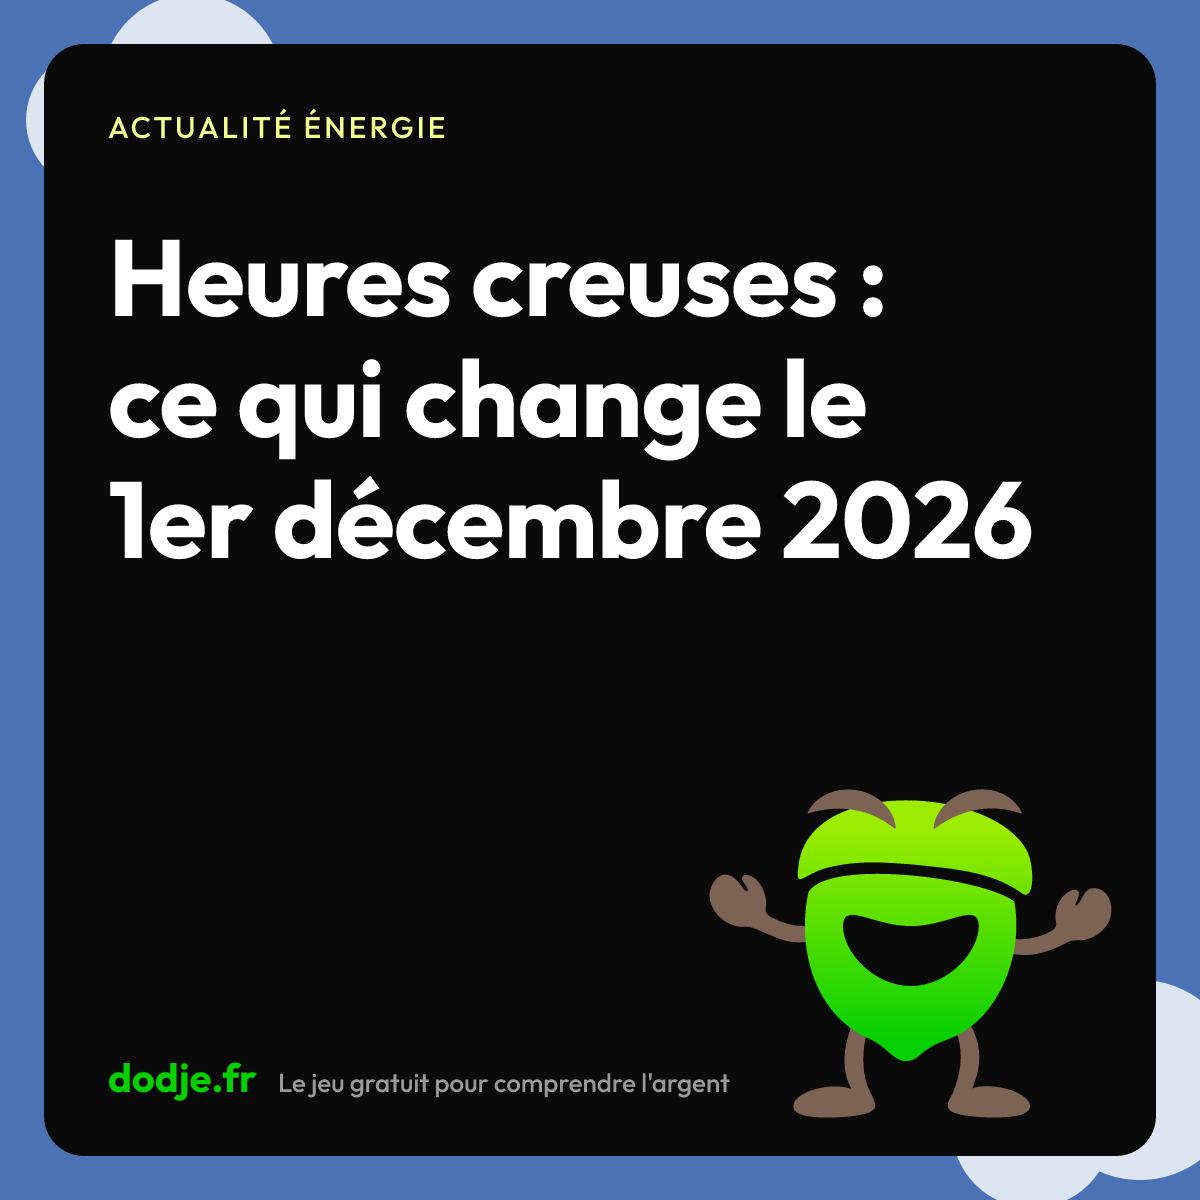 ACTUALITÉ ÉNERGIE
Heures creuses :
ce qui change le
1er décembre 2026
dodje.fr Le jeu gratuit pour comprendre l'argent